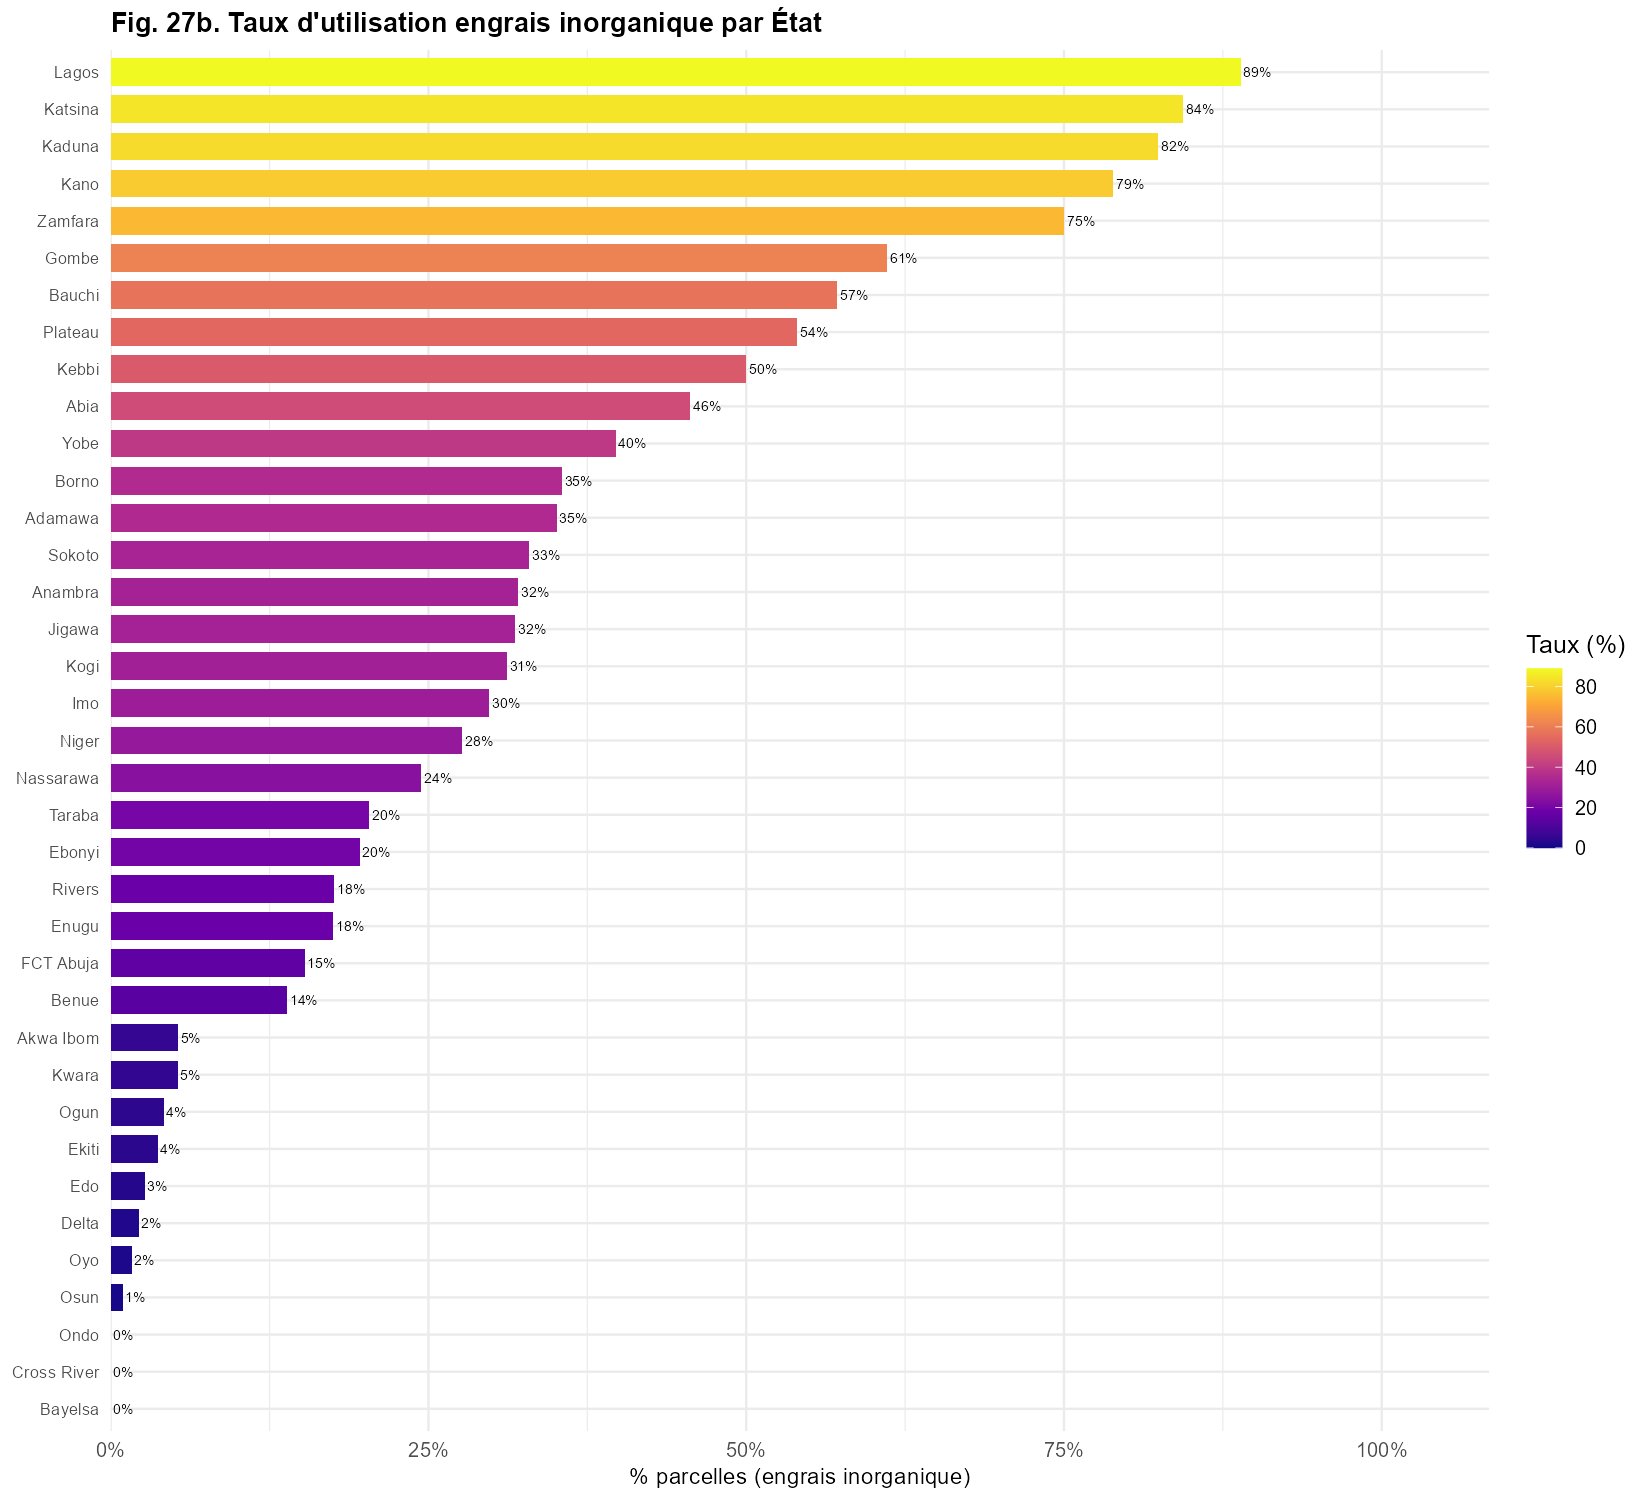 Fig. 27b. Taux d'utilisation engrais inorganique par État
Lagos 89%
Katsina 84%
Kaduna 82%
Kano 79%
Zamfara 75%
Gombe 61%
Bauchi 57%
Plateau 54%
Kebbi 50%
Abia 46%
Yobe 40%
Borno 35%
Adamawa 35%
Sokoto 33%
Anambra 32%
Jigawa 32%
Kogi 31%
Imo 30%
Niger 28%
Nassarawa 24%
Taraba 20%
Ebonyi 20%
Rivers 18%
Enugu 18%
FCT Abuja 15%
Benue 14%
Akwa Ibom 5%
Kwara 5%
Ogun 4%
Ekiti 4%
Edo 3%
Delta 2%
Oyo 2%
Osun 1%
Ondo 0%
Cross River 0%
Bayelsa 0%
0% 25% 50% 75% 100%
% parcelles (engrais inorganique)
Taux (%)
80
60
40
20
0